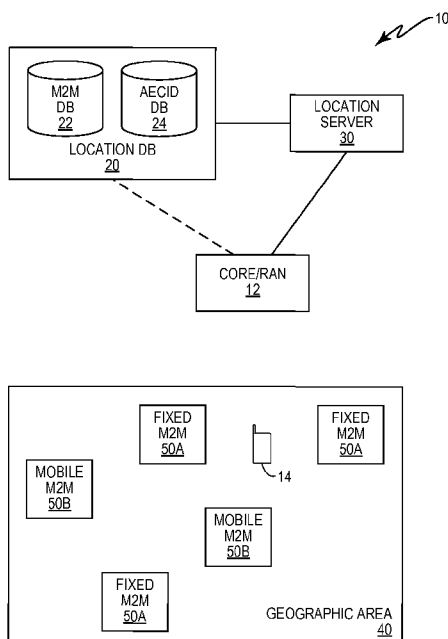 10
M2M
DB
22
AECID
DB
24
LOCATION DB
20
LOCATION
SERVER
30
CORE/RAN
12
FIXED
M2M
50A
FIXED
M2M
50A
14
MOBILE
M2M
50B
MOBILE
M2M
50B
FIXED
M2M
50A
GEOGRAPHIC AREA
40